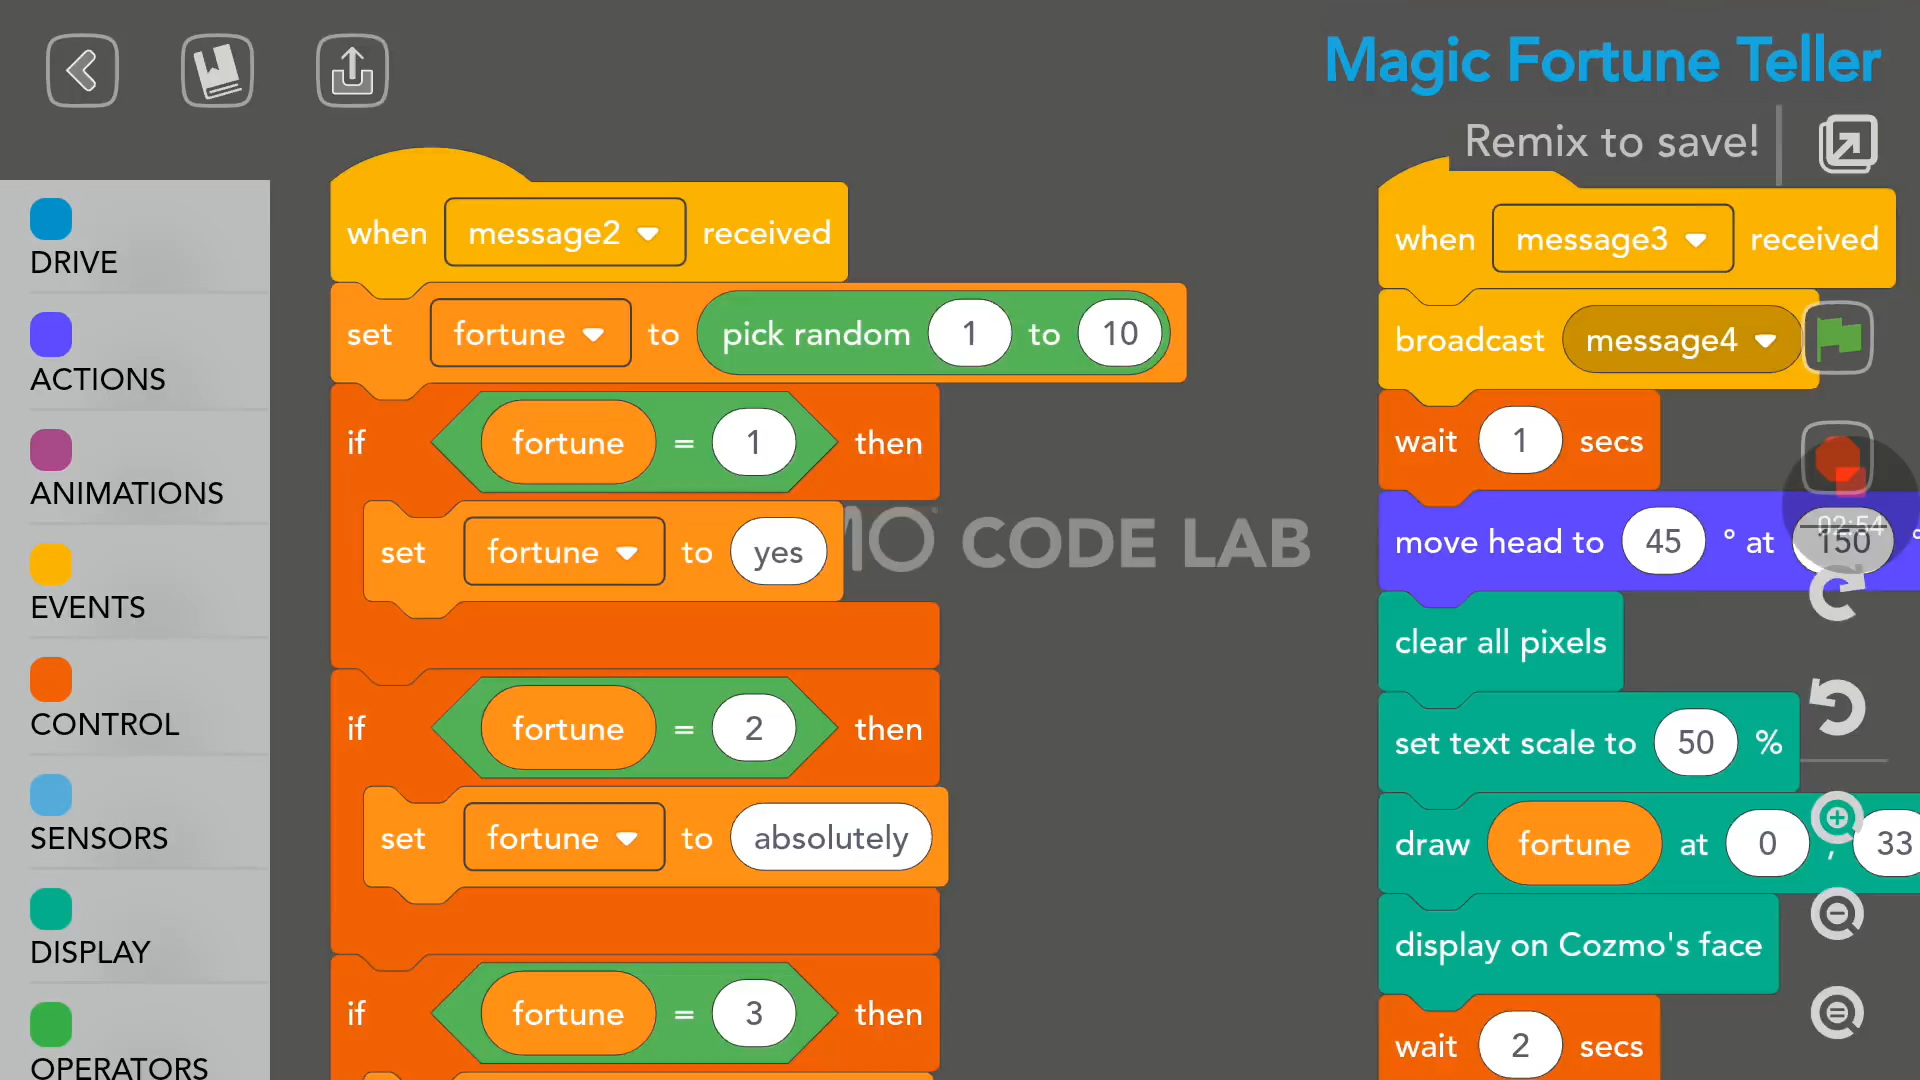 Magic Fortune Teller
Remix to save!
DRIVE
ACTIONS
ANIMATIONS
EVENTS
CONTROL
SENSORS
DISPLAY
OPERATORS
when message2 received
set fortune to pick random 1 to 10
if fortune = 1 then
set fortune to yes
if fortune = 2 then
set fortune to absolutely
if fortune = 3 then
MO CODE LAB
when message3 received
broadcast message4
wait 1 secs
move head to 45 ° at 150 °
02:54
clear all pixels
set text scale to 50 %
draw fortune at 0 , 33
display on Cozmo's face
wait 2 secs